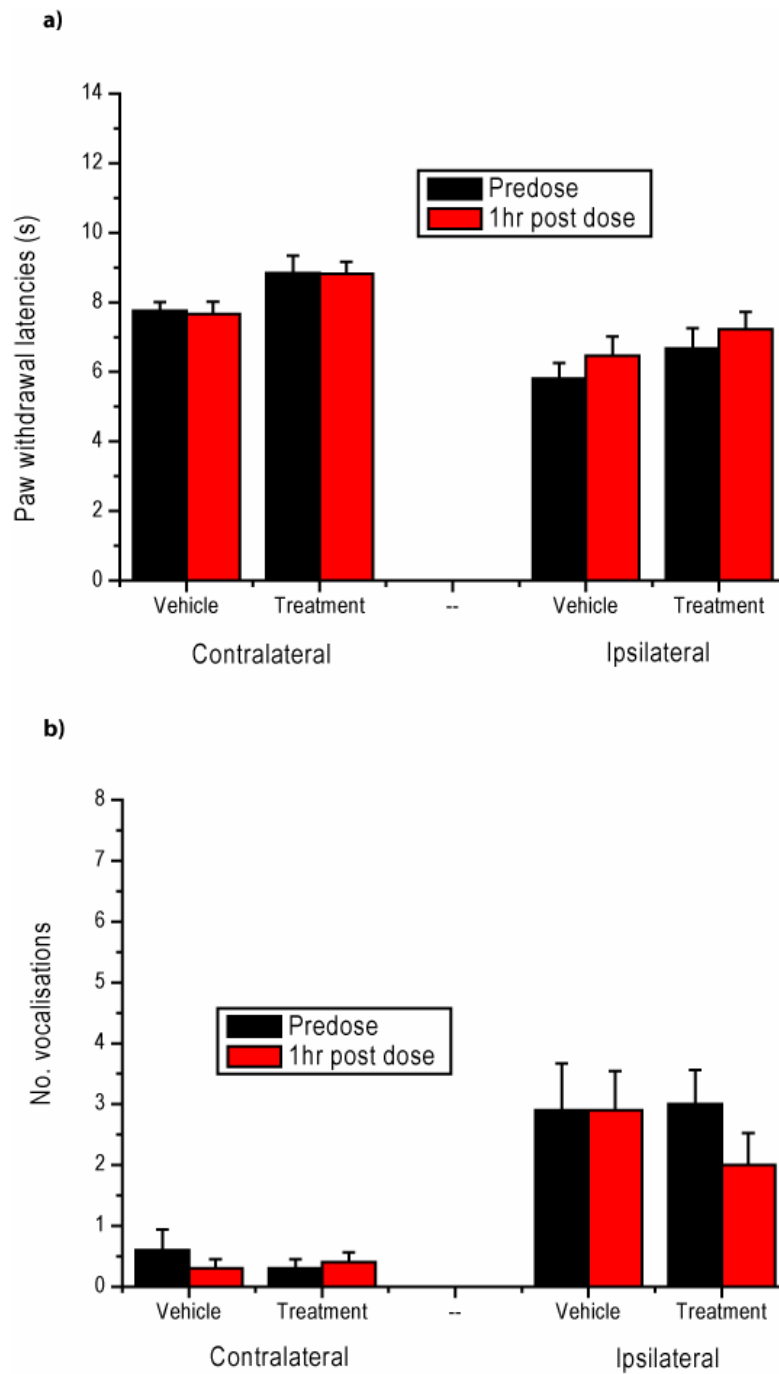 a)
14
12
10
8
6
4
2
0
Paw withdrawal latencies (s)
Predose
1hr post dose
Vehicle Treatment -- Vehicle Treatment
Contralateral Ipsilateral
b)
8
7
6
5
4
3
2
1
0
No. vocalisations
Predose
1hr post dose
Vehicle Treatment -- Vehicle Treatment
Contralateral Ipsilateral